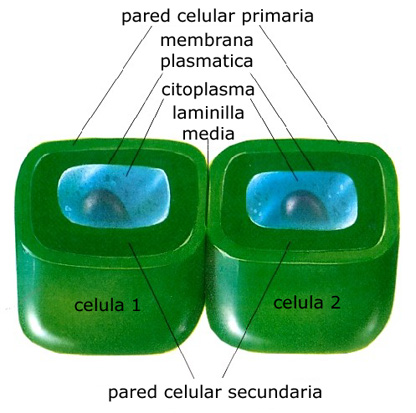 pared celular primaria
membrana
plasmatica
citoplasma
laminilla
media
celula 1
celula 2
pared celular secundaria